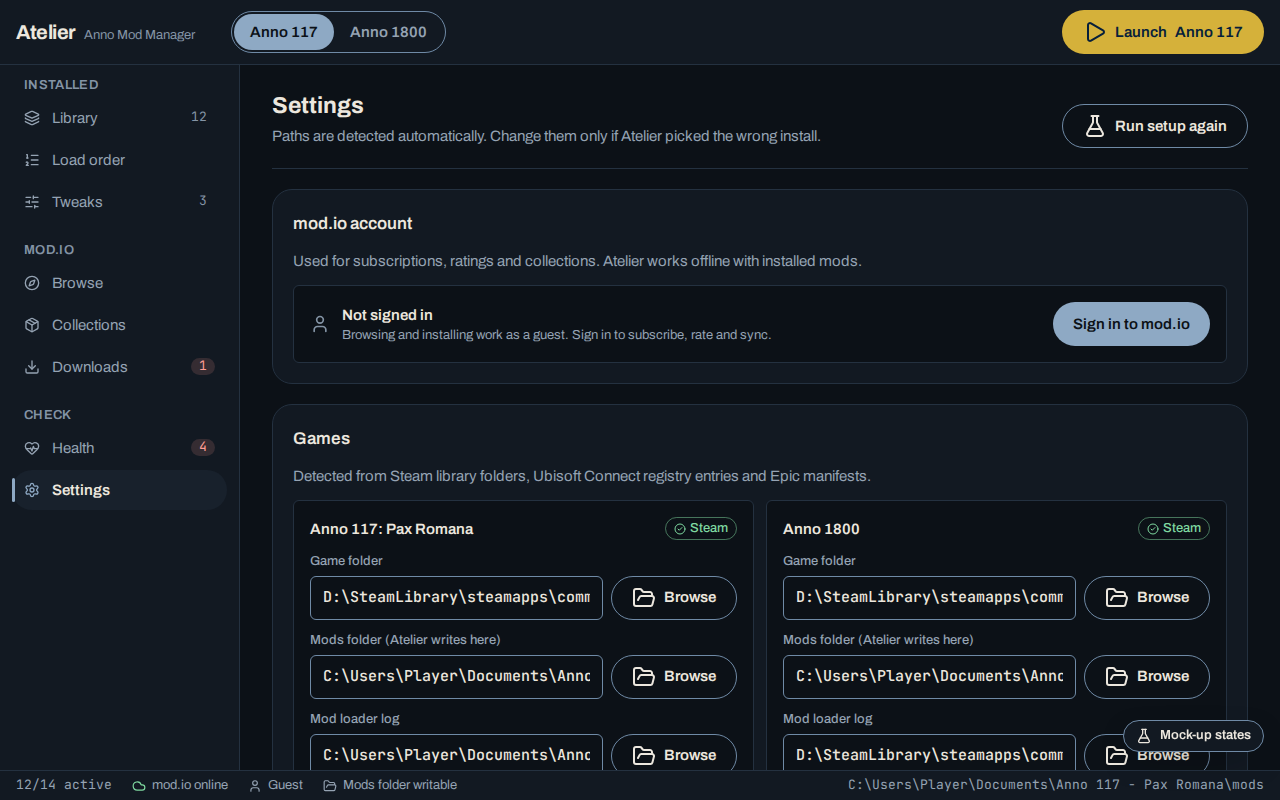 Atelier Anno Mod Manager
Anno 117
Anno 1800
Launch Anno 117
INSTALLED
Library 12
Load order
Tweaks 3
MOD.IO
Browse
Collections
Downloads 1
CHECK
Health 4
Settings
Settings
Paths are detected automatically. Change them only if Atelier picked the wrong install.
Run setup again
mod.io account
Used for subscriptions, ratings and collections. Atelier works offline with installed mods.
Not signed in
Browsing and installing work as a guest. Sign in to subscribe, rate and sync.
Sign in to mod.io
Games
Detected from Steam library folders, Ubisoft Connect registry entries and Epic manifests.
Anno 117: Pax Romana
Steam
Game folder
D:\SteamLibrary\steamapps\comm
Browse
Mods folder (Atelier writes here)
C:\Users\Player\Documents\Anno
Browse
Mod loader log
C:\Users\Player\Documents\Anno
Browse
Anno 1800
Steam
Game folder
D:\SteamLibrary\steamapps\comm
Browse
Mods folder (Atelier writes here)
C:\Users\Player\Documents\Anno
Browse
Mod loader log
D:\SteamLibrary\steamapps\comm
Browse
Mock-up states
12/14 active
mod.io online
Guest
Mods folder writable
C:\Users\Player\Documents\Anno 117 - Pax Romana\mods